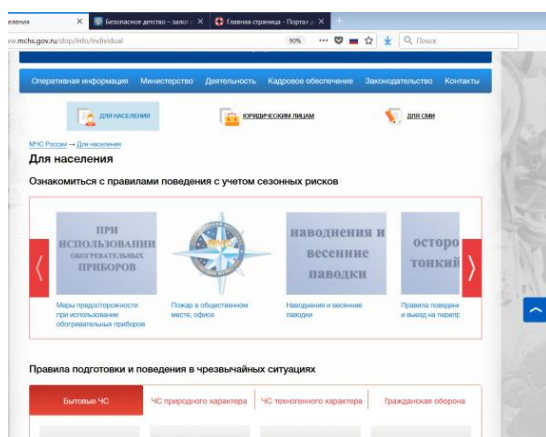 еления
Безопасное детство – залог
Главная страница - Портал д
www.mchs.gov.ru/dop/info/individual
90%
Поиск
Оперативная информация Министерство Деятельность Кадровое обеспечение Законодательство Контакты
ДЛЯ НАСЕЛЕНИЯ
ЮРИДИЧЕСКИМ ЛИЦАМ
ДЛЯ СМИ
МЧС России → Для населения
Для населения
Ознакомиться с правилами поведения с учетом сезонных рисков
ПРИ
ИСПОЛЬЗОВАНИИ
ОБОГРЕВАТЕЛЬНЫХ
ПРИБОРОВ
наводнения и
весенние
паводки
осторо
тонкий
Меры предосторожности
при использовании
обогревательных приборов
Пожар в общественном
месте, офисе
Наводнения и весенние
паводки
Правила поведени
и выезд на перепр
Правила подготовки и поведения в чрезвычайных ситуациях
Бытовые ЧС
ЧС природного характера
ЧС техногенного характера
Гражданская оборона